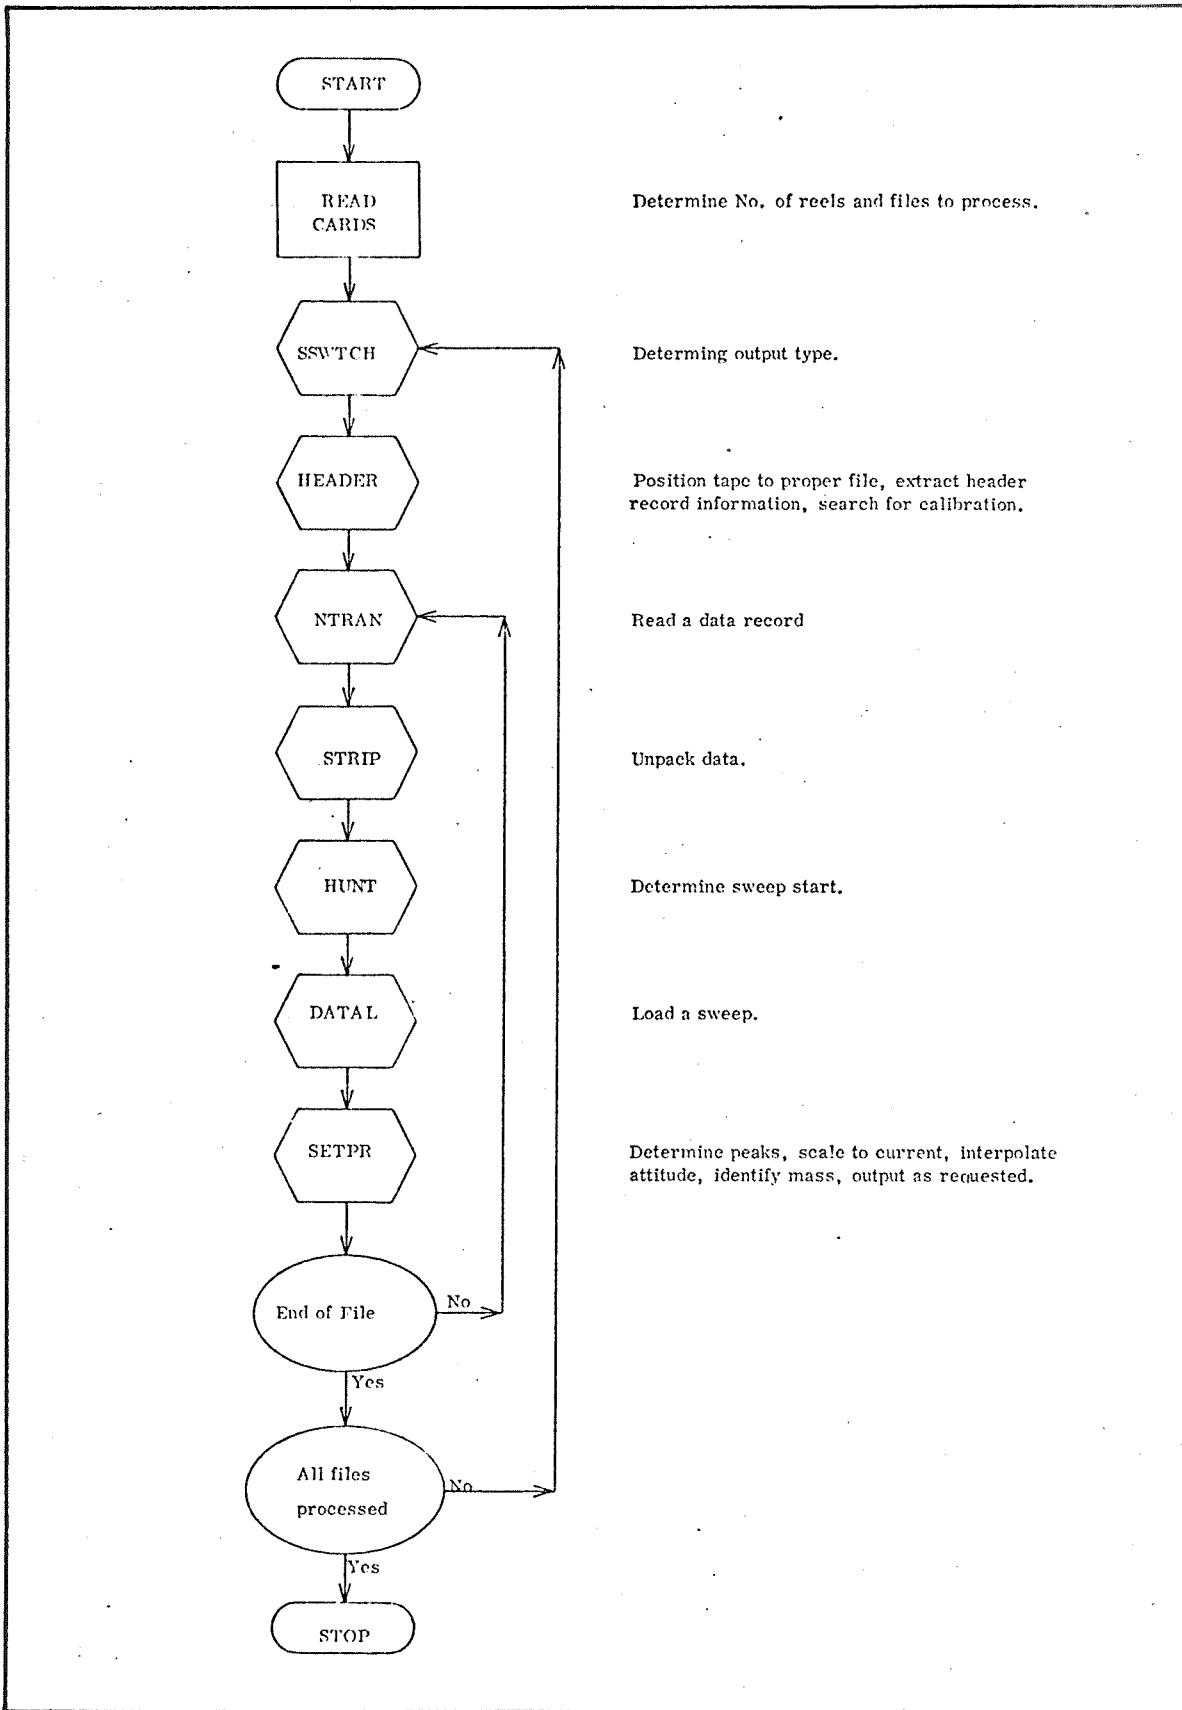 START
READ
CARDS
Determine No. of reels and files to process.
SSWTCH
Determing output type.
HEADER
Position tape to proper file, extract header
record information, search for calibration.
NTRAN
Read a data record
STRIP
Unpack data.
HUNT
Determine sweep start.
DATAL
Load a sweep.
SETPR
Determine peaks, scale to current, interpolate
attitude, identify mass, output as requested.
End of File
No
Yes
All files
processed
No
Yes
STOP